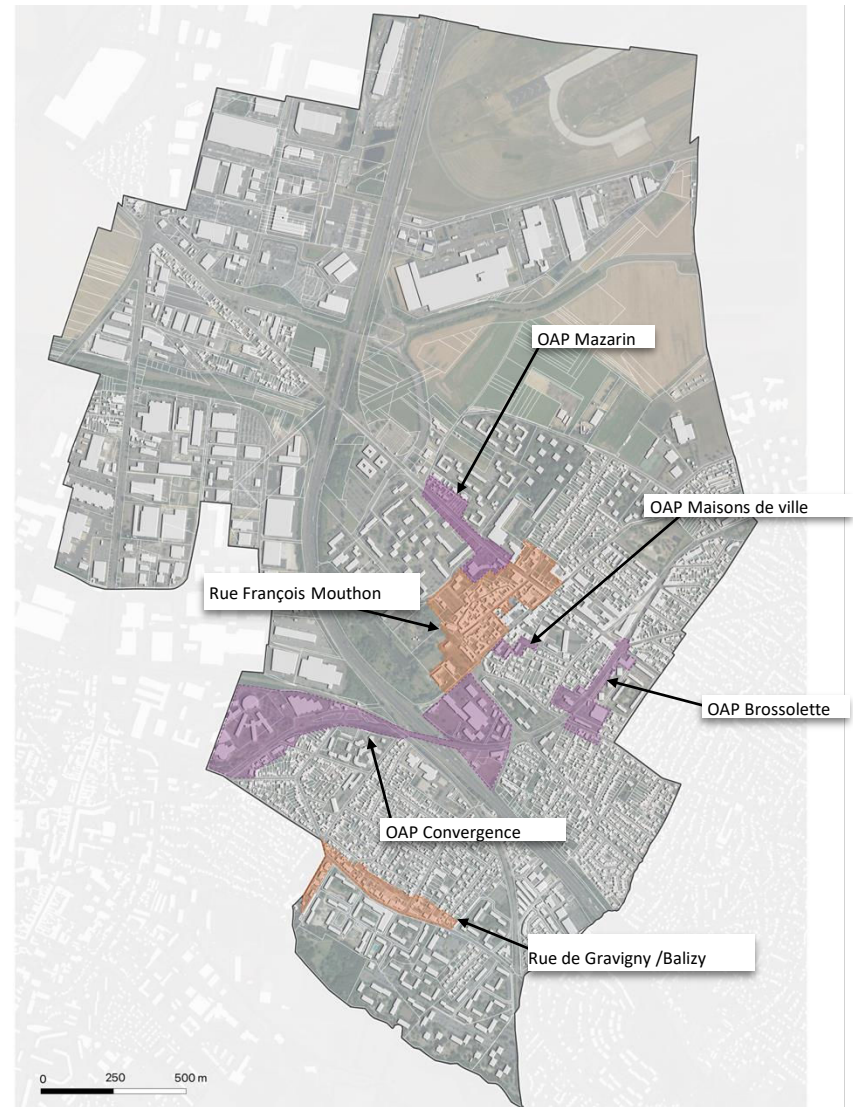 OAP Mazarin
OAP Maisons de ville
Rue François Mouthon
OAP Brossolette
OAP Convergence
Rue de Gravigny /Balizy
0 250 500 m